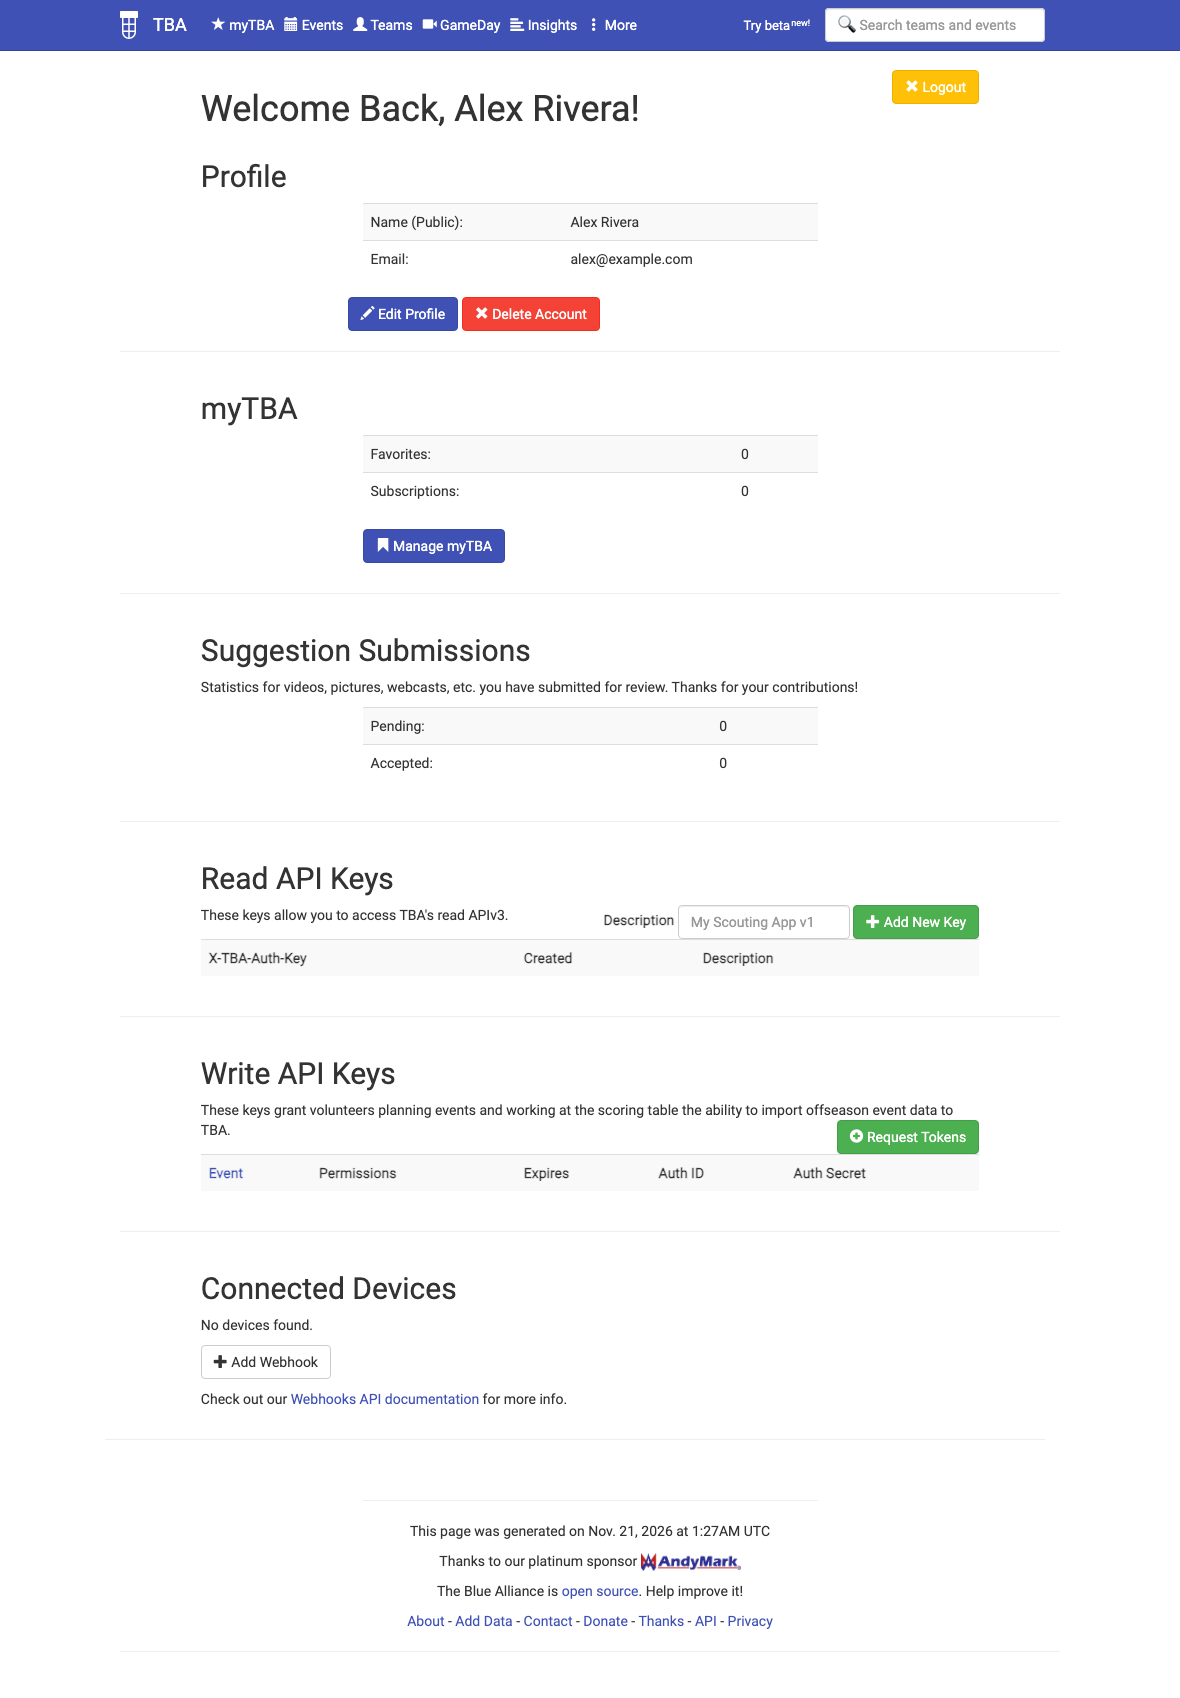 TBA myTBA Events Teams GameDay Insights More Try beta new! Search teams and events
Logout
Welcome Back, Alex Rivera!
Profile
Name (Public): Alex Rivera
Email: alex@example.com
Edit Profile Delete Account
myTBA
Favorites: 0
Subscriptions: 0
Manage myTBA
Suggestion Submissions
Statistics for videos, pictures, webcasts, etc. you have submitted for review. Thanks for your contributions!
Pending: 0
Accepted: 0
Read API Keys
These keys allow you to access TBA's read APIv3. Description My Scouting App v1 Add New Key
X-TBA-Auth-Key Created Description
Write API Keys
These keys grant volunteers planning events and working at the scoring table the ability to import offseason event data to
TBA.
Request Tokens
Event Permissions Expires Auth ID Auth Secret
Connected Devices
No devices found.
Add Webhook
Check out our Webhooks API documentation for more info.
This page was generated on Nov. 21, 2026 at 1:27AM UTC
Thanks to our platinum sponsor AndyMark
The Blue Alliance is open source. Help improve it!
About - Add Data - Contact - Donate - Thanks - API - Privacy